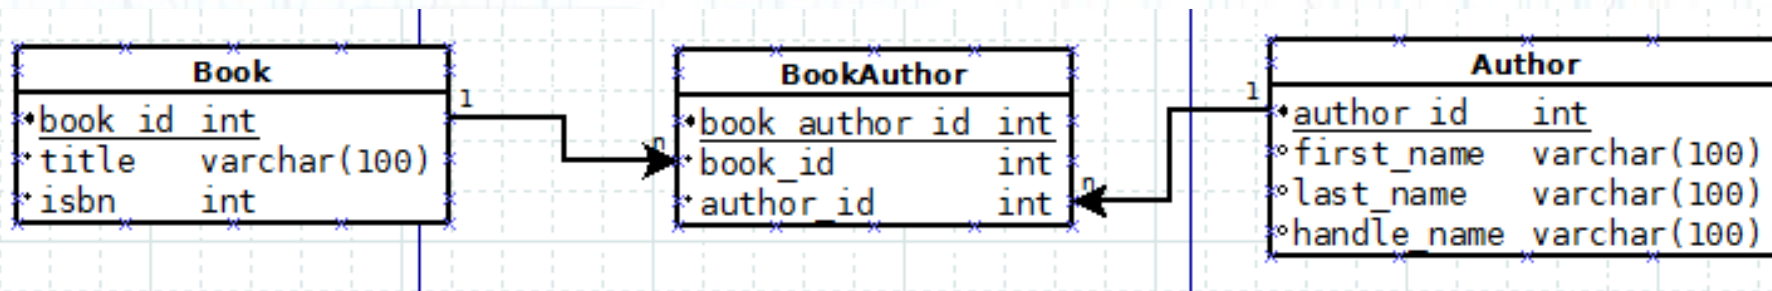 Book
book_id int
title varchar(100)
isbn int
1
n
BookAuthor
book_author_id int
book_id int
author_id int
n
1
Author
author_id int
first_name varchar(100)
last_name varchar(100)
handle_name varchar(100)